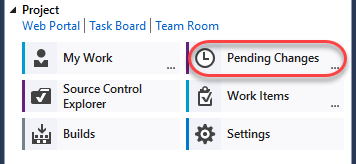 Project
Web Portal | Task Board | Team Room
My Work ...
Pending Changes ...
Source Control
Explorer
Work Items ...
Builds
Settings